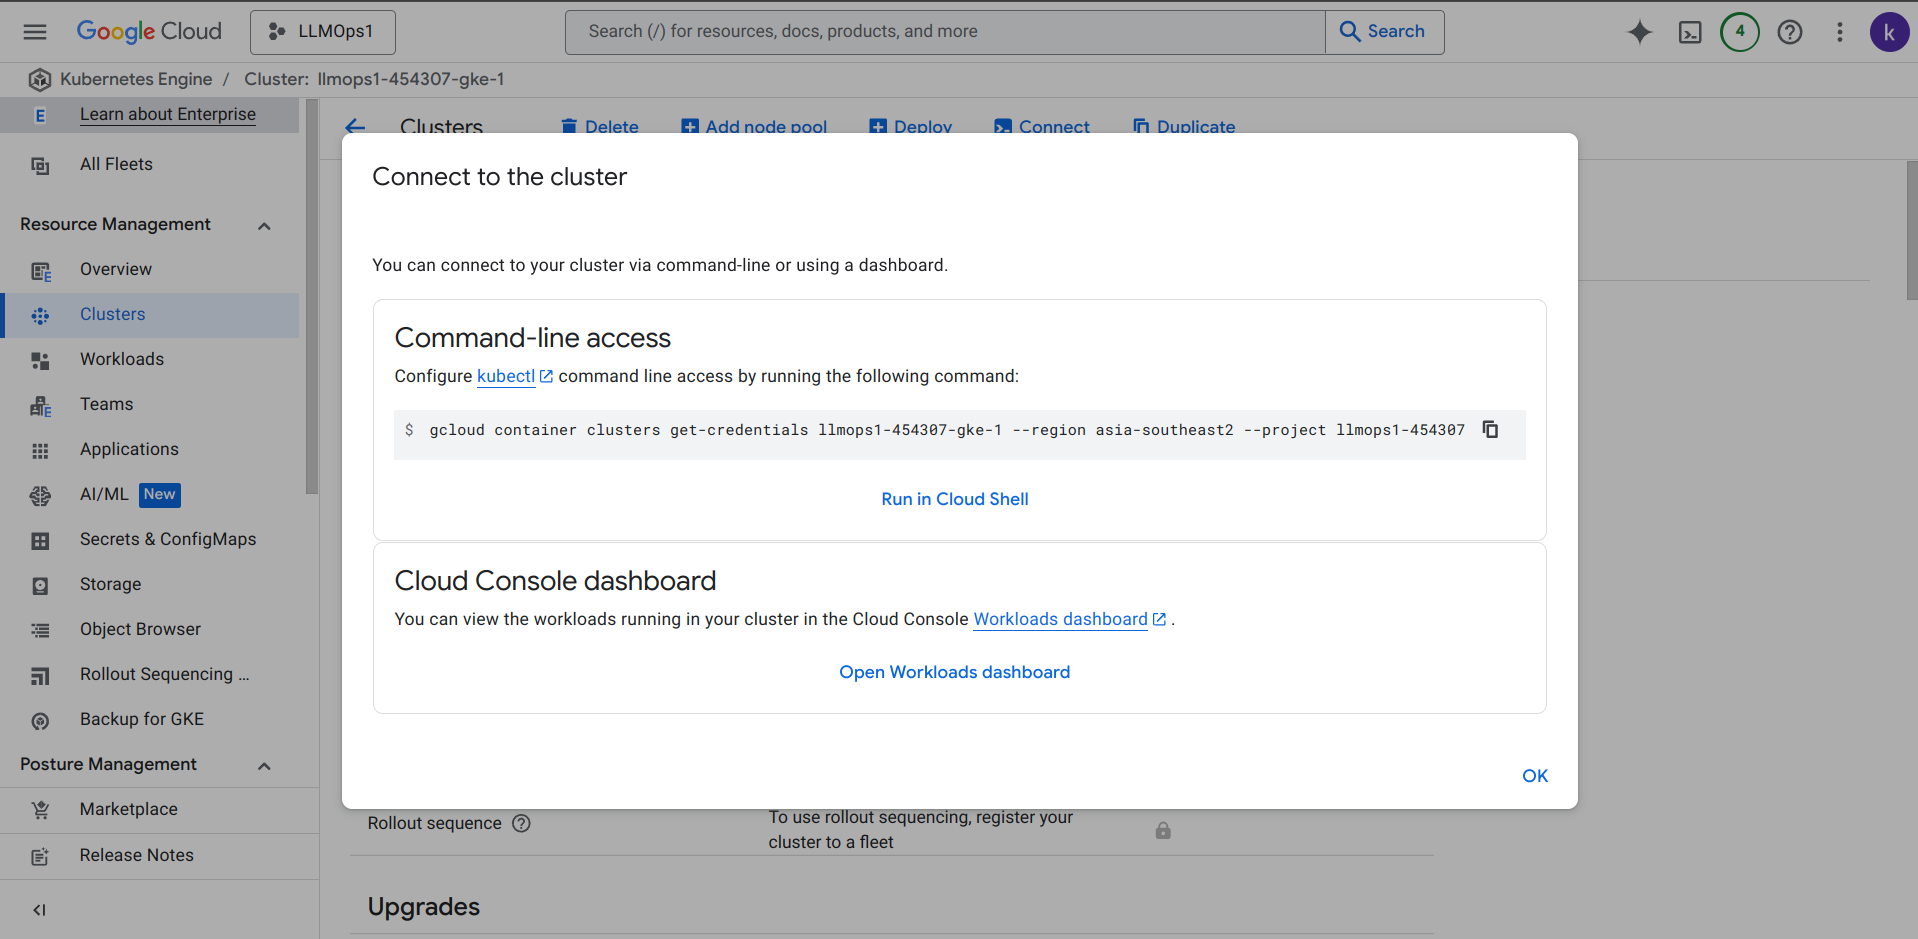 Google Cloud
LLMOps1
Search (/) for resources, docs, products, and more
Search
4
k
Kubernetes Engine / Cluster: llmops1-454307-gke-1
E Learn about Enterprise
All Fleets
Resource Management
Overview
Clusters
Workloads
Teams
Applications
AI/ML New
Secrets & ConfigMaps
Storage
Object Browser
Rollout Sequencing ...
Backup for GKE
Posture Management
Marketplace
Release Notes
Clusters Delete Add node pool Deploy Connect Duplicate
Connect to the cluster
You can connect to your cluster via command-line or using a dashboard.
Command-line access
Configure kubectl command line access by running the following command:
$ gcloud container clusters get-credentials llmops1-454307-gke-1 --region asia-southeast2 --project llmops1-454307
Run in Cloud Shell
Cloud Console dashboard
You can view the workloads running in your cluster in the Cloud Console Workloads dashboard .
Open Workloads dashboard
OK
Rollout sequence
To use rollout sequencing, register your
cluster to a fleet
Upgrades